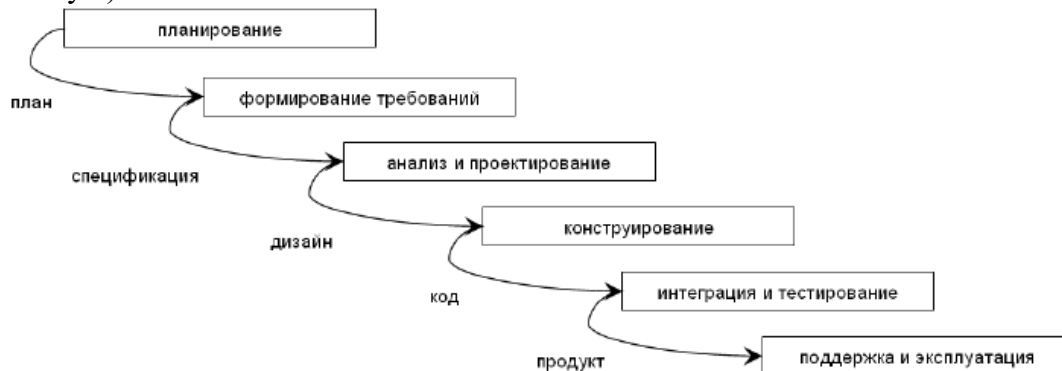 планирование
план
формирование требований
спецификация
анализ и проектирование
дизайн
конструирование
код
интеграция и тестирование
продукт
поддержка и эксплуатация